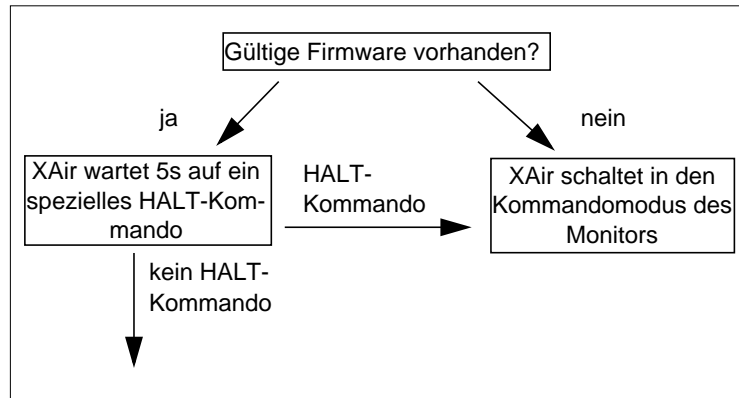 Gültige Firmware vorhanden?
ja
nein
XAir wartet 5s auf ein
spezielles HALT-Kom-
mando
HALT-
Kommando
XAir schaltet in den
Kommandomodus des
Monitors
kein HALT-
Kommando